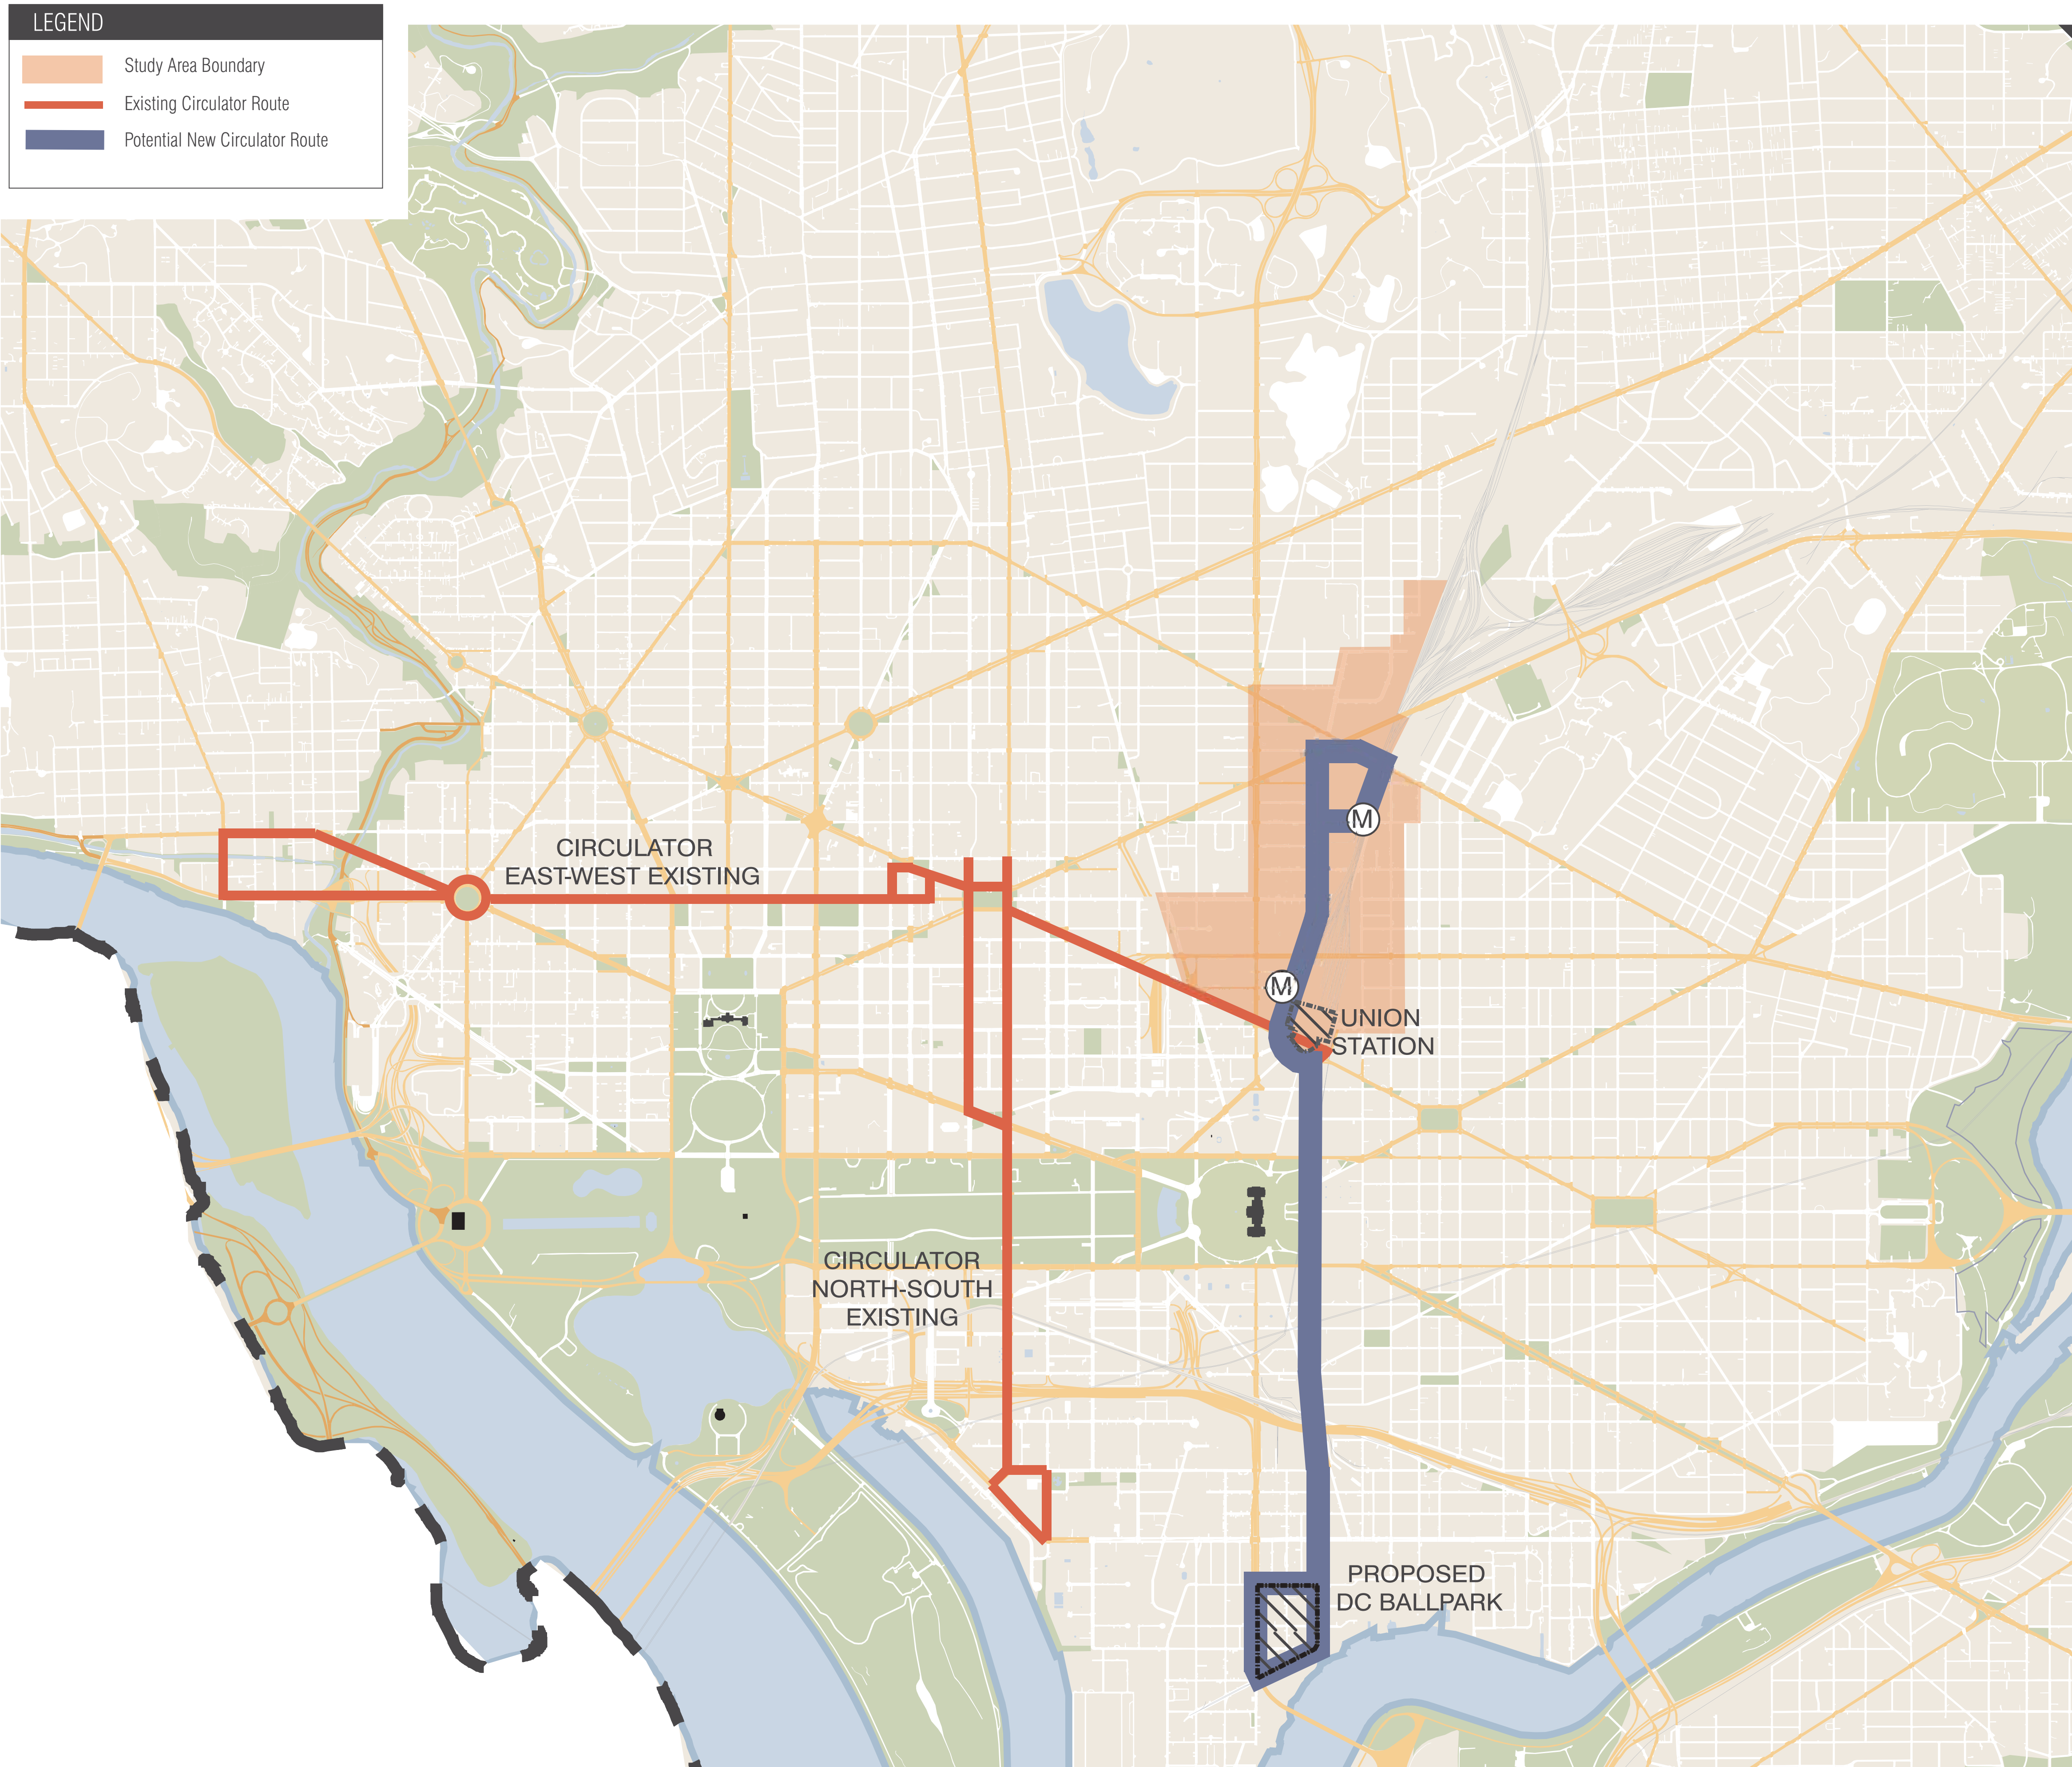 LEGEND
Study Area Boundary
Existing Circulator Route
Potential New Circulator Route
M
CIRCULATOR
EAST-WEST EXISTING
M
UNION
STATION
CIRCULATOR
NORTH-SOUTH
EXISTING
PROPOSED
DC BALLPARK